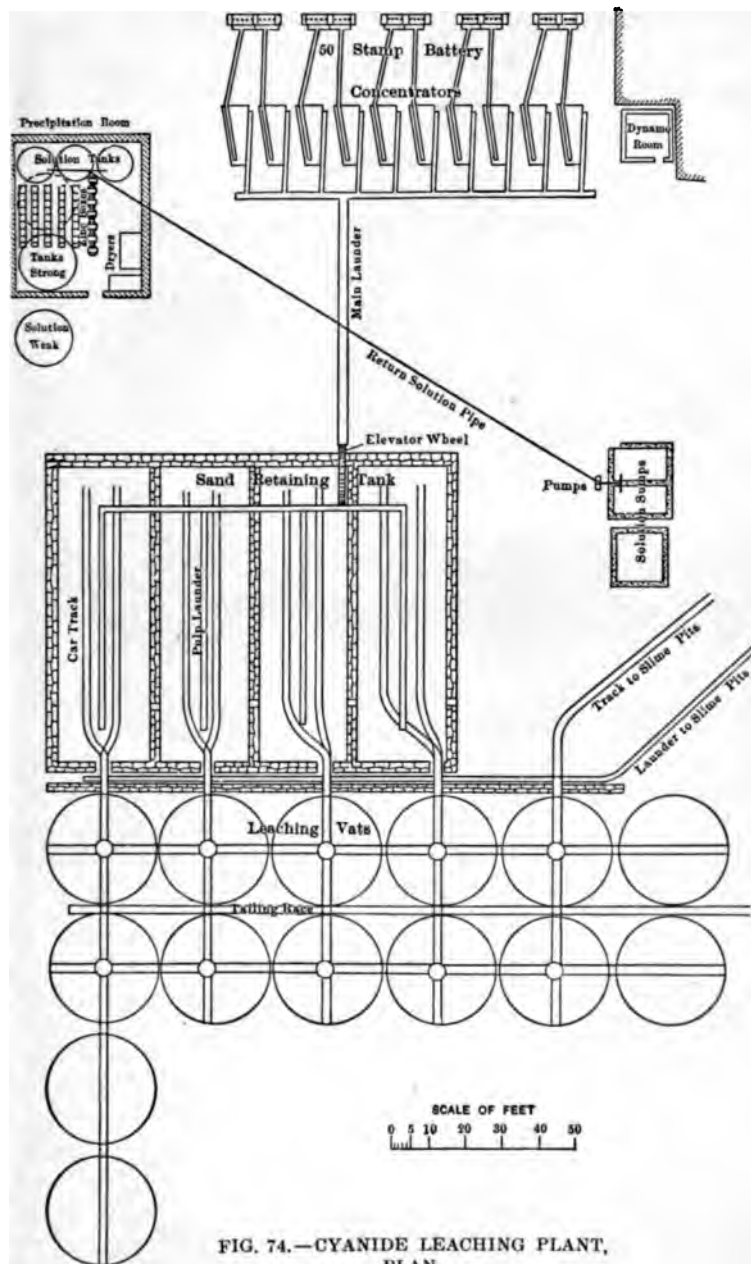 50 Stamp Battery
Concentrators
Precipitation Room
Dynamo
Room
Solution Tanks
Zinc Boxes
Tanks
Strong
Dryers
Solution
Weak
Main Launder
Return Solution Pipe
Elevator Wheel
Sand Retaining Tank
Pumps
Solution Sumps
Car Track
Pulp Launder
Track to Slime Pits
Launder to Slime Pits
Leaching Vats
Tailing Race
SCALE OF FEET
0 5 10 20 30 40 50
FIG. 74.—CYANIDE LEACHING PLANT,
PLAN